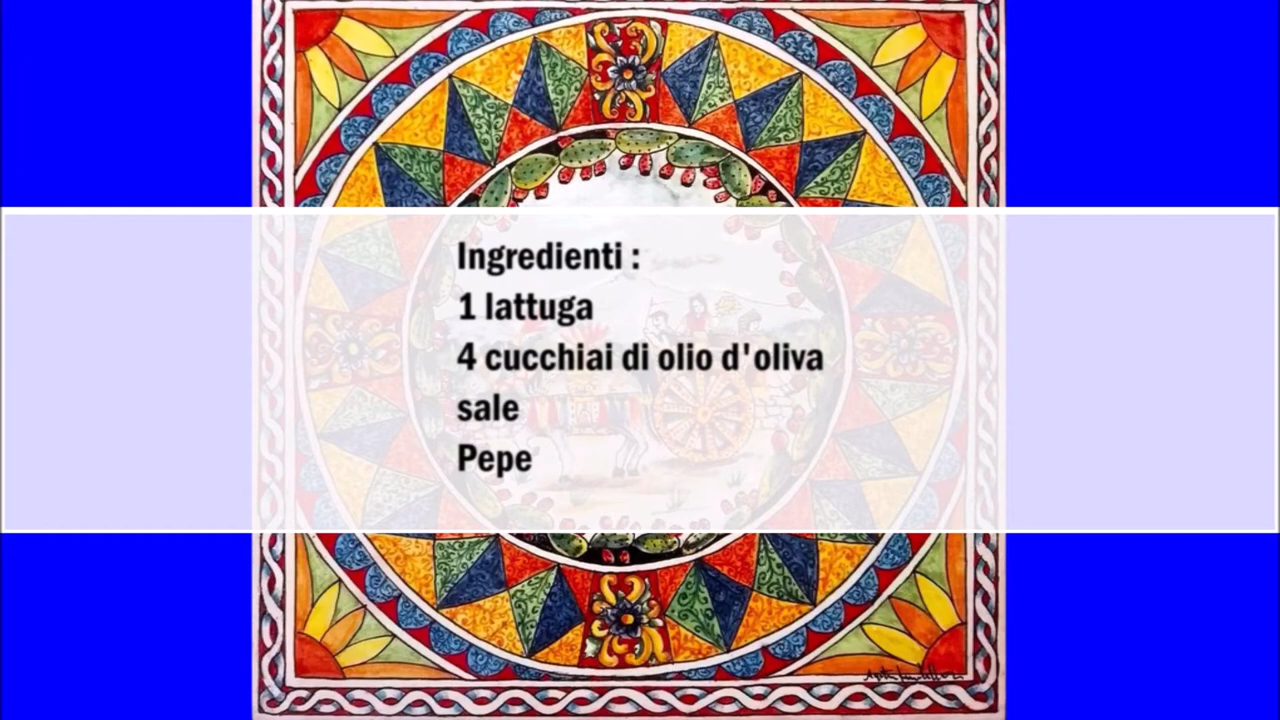 Ingredienti :
1 lattuga
4 cucchiai di olio d'oliva
sale
Pepe